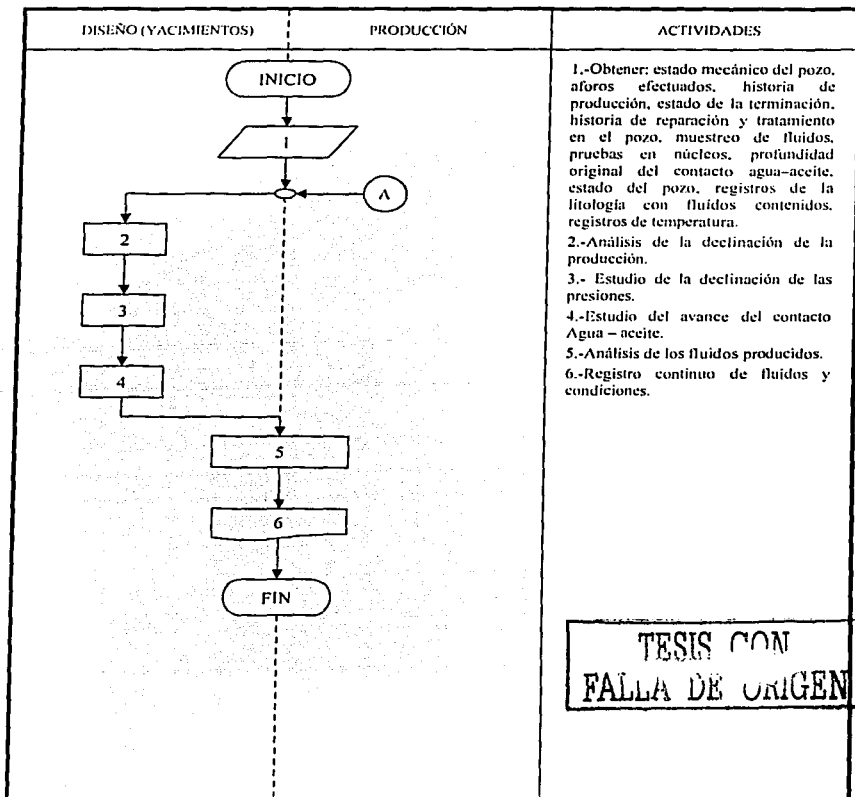 DISEÑO (YACIMIENTOS)
PRODUCCIÓN
ACTIVIDADES
INICIO
1
A
2
3
4
5
6
FIN
1.-Obtener: estado mecánico del pozo,
aforos efectuados, historia de
producción, estado de la terminación,
historia de reparación y tratamiento
en el pozo, muestreo de fluidos,
pruebas en núcleos, profundidad
original del contacto agua-aceite,
estado del pozo, registros de la
litología con fluidos contenidos,
registros de temperatura.
2.-Análisis de la declinación de la
producción.
3.- Estudio de la declinación de las
presiones.
4.-Estudio del avance del contacto
Agua – aceite.
5.-Análisis de los fluidos producidos.
6.-Registro continuo de fluidos y
condiciones.
TESIS CON
FALLA DE ORIGEN